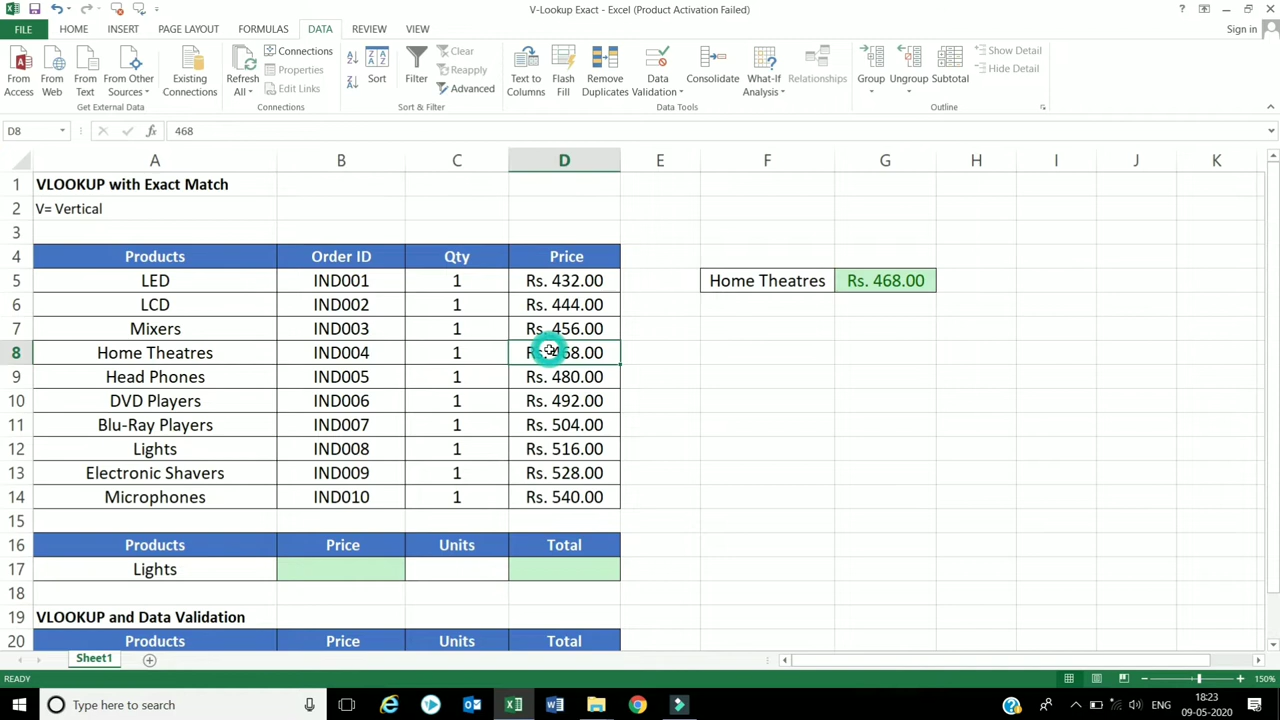 V-Lookup Exact - Excel (Product Activation Failed)
FILE HOME INSERT PAGE LAYOUT FORMULAS DATA REVIEW VIEW Sign in
From Access
From Web
From Text
From Other Sources
Get External Data
Existing Connections
Refresh All
Connections
Properties
Edit Links
Connections
Sort
Filter
Clear
Reapply
Advanced
Sort & Filter
Text to Columns
Flash Fill
Remove Duplicates
Data Validation
Consolidate
What-If Analysis
Relationships
Data Tools
Group
Ungroup
Subtotal
Show Detail
Hide Detail
Outline
D8 fx 468
A B C D E F G H I J K
1 VLOOKUP with Exact Match
2 V= Vertical
3
4 Products Order ID Qty Price
5 LED IND001 1 Rs. 432.00 Home Theatres Rs. 468.00
6 LCD IND002 1 Rs. 444.00
7 Mixers IND003 1 Rs. 456.00
8 Home Theatres IND004 1 Rs. 468.00
9 Head Phones IND005 1 Rs. 480.00
10 DVD Players IND006 1 Rs. 492.00
11 Blu-Ray Players IND007 1 Rs. 504.00
12 Lights IND008 1 Rs. 516.00
13 Electronic Shavers IND009 1 Rs. 528.00
14 Microphones IND010 1 Rs. 540.00
15
16 Products Price Units Total
17 Lights
18
19 VLOOKUP and Data Validation
20 Products Price Units Total
Sheet1
READY 150%
Type here to search ENG 18:23
09-05-2020